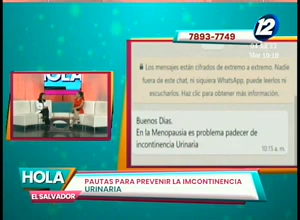 12
7893-7749
HOLA
Los mensajes están cifrados de extremo a extremo. Nadie
fuera de este chat, ni siquiera WhatsApp, puede leerlos ni
escucharlos. Haz clic para obtener más información.
Buenos Días.
En la Menopausia es problema padecer de
incontinencia Urinaria
10:15 a. m.
HOLA
EL SALVADOR
PAUTAS PARA PREVENIR LA IMCONTINENCIA
URINARIA